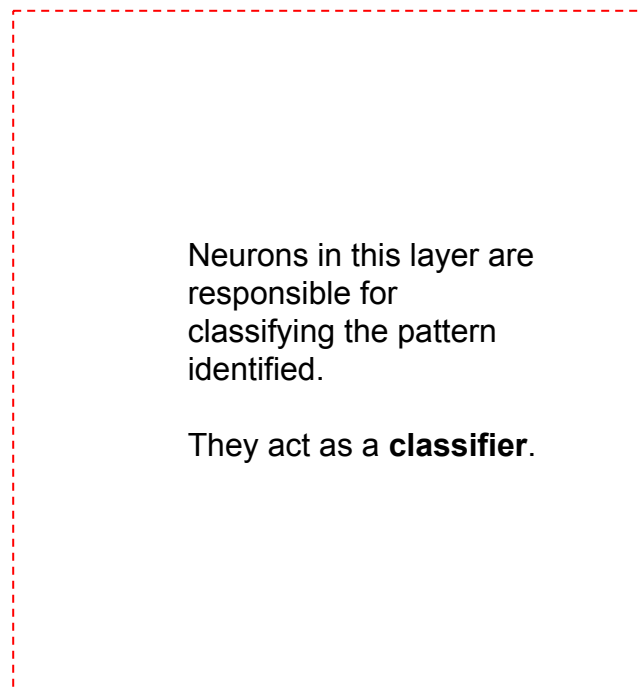 Neurons in this layer are
responsible for
classifying the pattern
identified.
They act as a classifier.